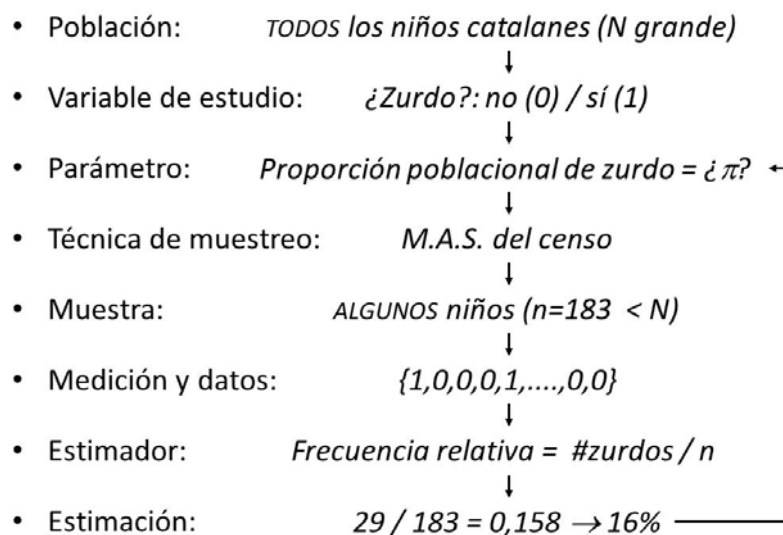 • Población: TODOS los niños catalanes (N grande)
• Variable de estudio: ¿Zurdo?: no (0) / sí (1)
• Parámetro: Proporción poblacional de zurdo = ¿π?
• Técnica de muestreo: M.A.S. del censo
• Muestra: ALGUNOS niños (n=183 < N)
• Medición y datos: {1,0,0,0,1,....,0,0}
• Estimador: Frecuencia relativa = #zurdos / n
• Estimación: 29 / 183 = 0,158 → 16%